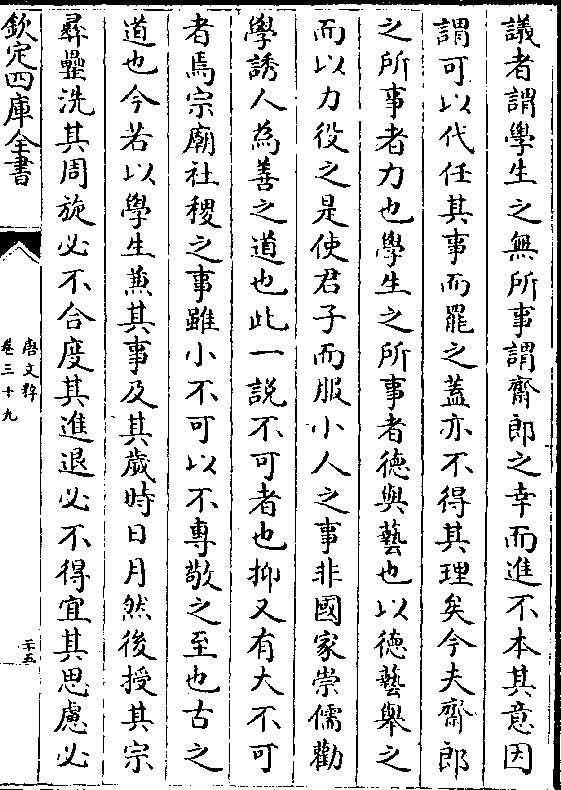 議者謂學生之無所事謂齋郎之幸而進不本其意因
謂可以代任其事而罷之蓋亦不得其理矣今夫齋郎
之所事者力也學生之所事者德與藝也以德藝舉之
而以力役之是使君子而服小人之事非國家崇儒勸
學誘人為善之道也此一說不可者也抑又有大不可
者焉宗廟社稷之事雖小不可以不專敬之至也古之
道也今若以學生兼其事及其歲時日月然後授其宗
彛罍洗其周旋必不合度其進退必不得宜其思慮必
欽定四庫全書
唐文粹
卷三十九
二十五